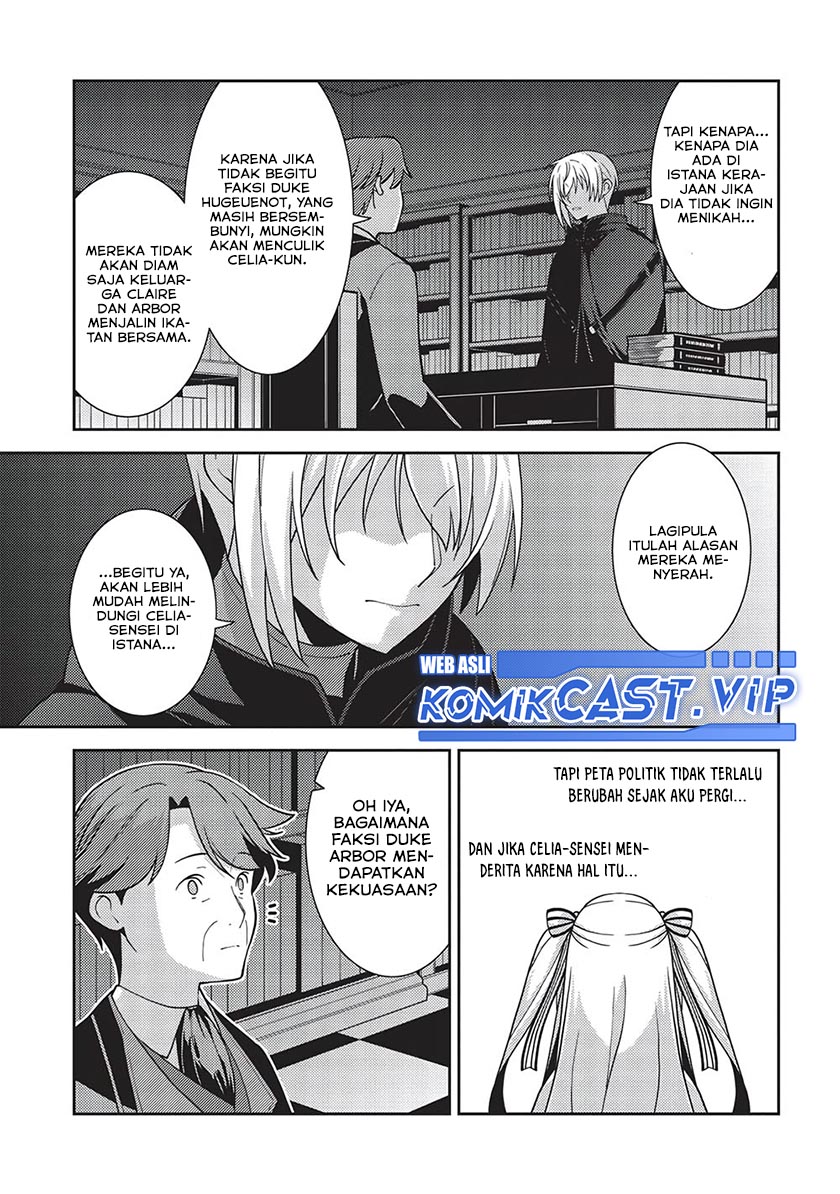 TAPI KENAPA...
KENAPA DIA
ADA DI
ISTANA KERA-
JAAN JIKA
DIA TIDAK INGIN
MENIKAH...
KARENA JIKA
TIDAK BEGITU
FAKSI DUKE
HUGEUENOT, YANG
MASIH BERSEM-
BUNYI, MUNGKIN
AKAN MENCULIK
CELIA-KUN.
MEREKA TIDAK
AKAN DIAM
SAJA KELUAR-
GA CLAIRE
DAN ARBOR
MENJALIN IKA-
TAN BERSAMA.
LAGIPULA
ITULAH ALASAN
MEREKA ME-
NYERAH.
...BEGITU YA,
AKAN LEBIH
MUDAH MELIN-
DUNGI CELIA-
SENSEI DI
ISTANA...
WEB ASLI
KOMIKCAST.VIP
TAPI PETA POLITIK TIDAK TERLALU
BERUBAH SEJAK AKU PERGI...
DAN JIKA CELIA-SENSEI MEN-
DERITA KARENA HAL ITU...
OH IYA,
BAGAIMANA
FAKSI DUKE
ARBOR MEN-
DAPATKAN
KEKUASAAN?